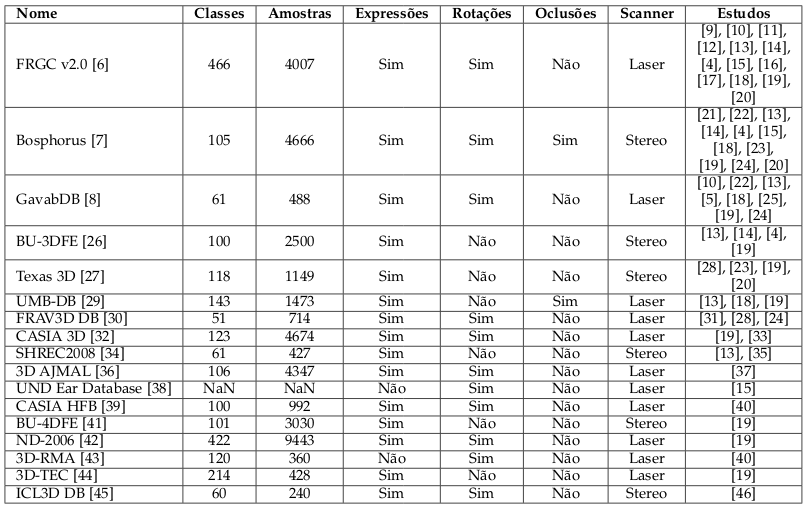 Nome Classes Amostras Expressões Rotações Oclusões Scanner Estudos
FRGC v2.0 [6] 466 4007 Sim Sim Não Laser [9], [10], [11],
[12], [13], [14],
[4], [15], [16],
[17], [18], [19],
[20]
Bosphorus [7] 105 4666 Sim Sim Sim Stereo [21], [22], [13],
[14], [4], [15],
[18], [23],
[19], [24], [20]
GavabDB [8] 61 488 Sim Sim Não Laser [10], [22], [13],
[5], [18], [25],
[19], [24]
BU-3DFE [26] 100 2500 Sim Não Não Stereo [13], [14], [4],
[19]
Texas 3D [27] 118 1149 Sim Não Não Stereo [28], [23], [19],
[20]
UMB-DB [29] 143 1473 Sim Não Sim Laser [13], [18], [19]
FRAV3D DB [30] 51 714 Sim Sim Não Laser [31], [28], [24]
CASIA 3D [32] 123 4674 Sim Sim Não Laser [19], [33]
SHREC2008 [34] 61 427 Sim Não Não Stereo [13], [35]
3D AJMAL [36] 106 4347 Sim Sim Não Laser [37]
UND Ear Database [38] NaN NaN Não Não Não Laser [15]
CASIA HFB [39] 100 992 Sim Sim Não Laser [40]
BU-4DFE [41] 101 3030 Sim Não Não Stereo [19]
ND-2006 [42] 422 9443 Sim Sim Não Laser [19]
3D-RMA [43] 120 360 Não Sim Não Laser [40]
3D-TEC [44] 214 428 Sim Não Não Laser [19]
ICL3D DB [45] 60 240 Sim Sim Não Stereo [46]